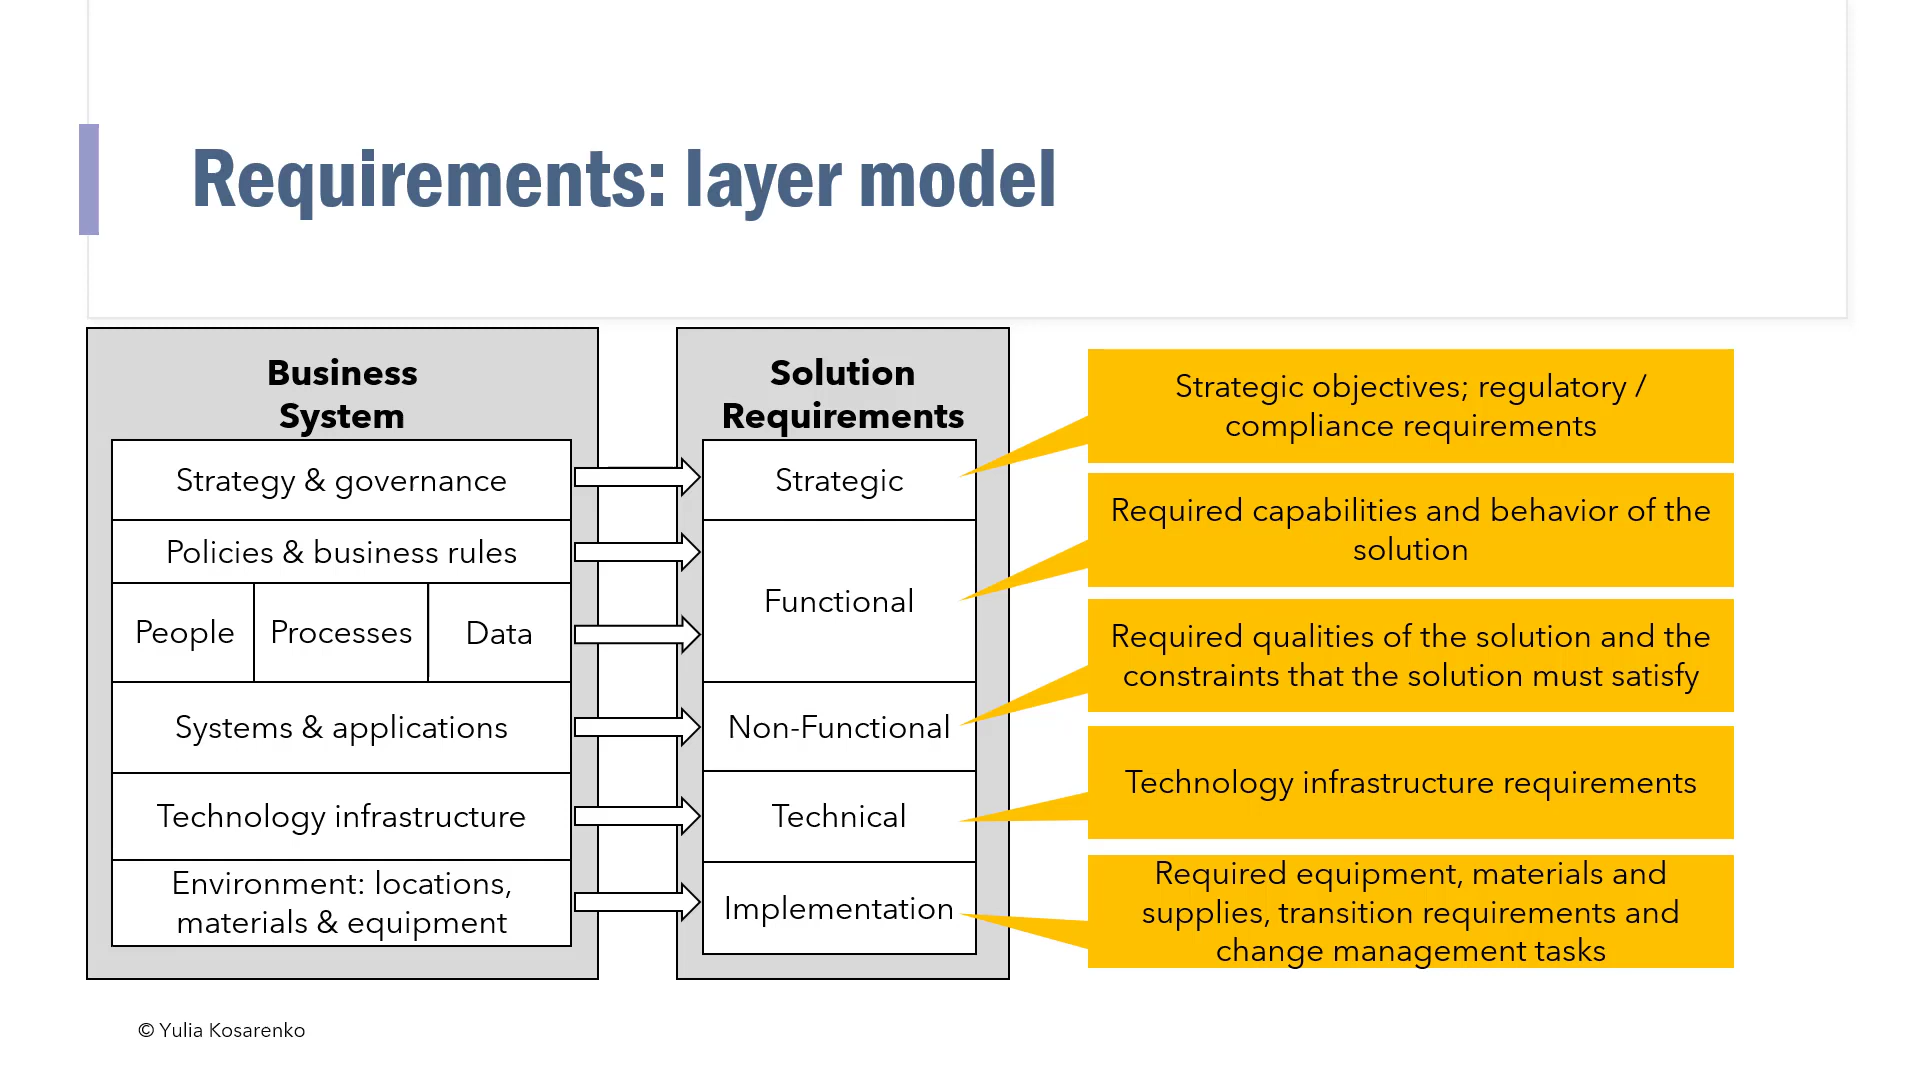 Requirements: layer model
Business
System
Strategy & governance
Policies & business rules
People
Processes
Data
Systems & applications
Technology infrastructure
Environment: locations,
materials & equipment
Solution
Requirements
Strategic
Functional
Non-Functional
Technical
Implementation
Strategic objectives; regulatory /
compliance requirements
Required capabilities and behavior of the
solution
Required qualities of the solution and the
constraints that the solution must satisfy
Technology infrastructure requirements
Required equipment, materials and
supplies, transition requirements and
change management tasks
© Yulia Kosarenko